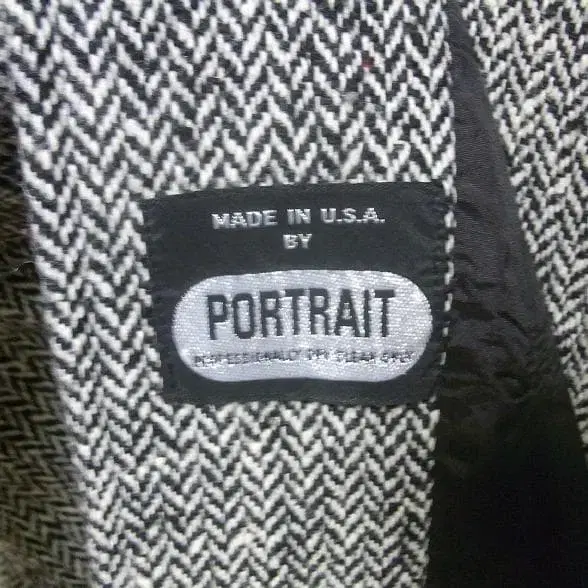 MADE IN U.S.A.
BY
PORTRAIT
PROFESSIONALLY DRY CLEAN ONLY